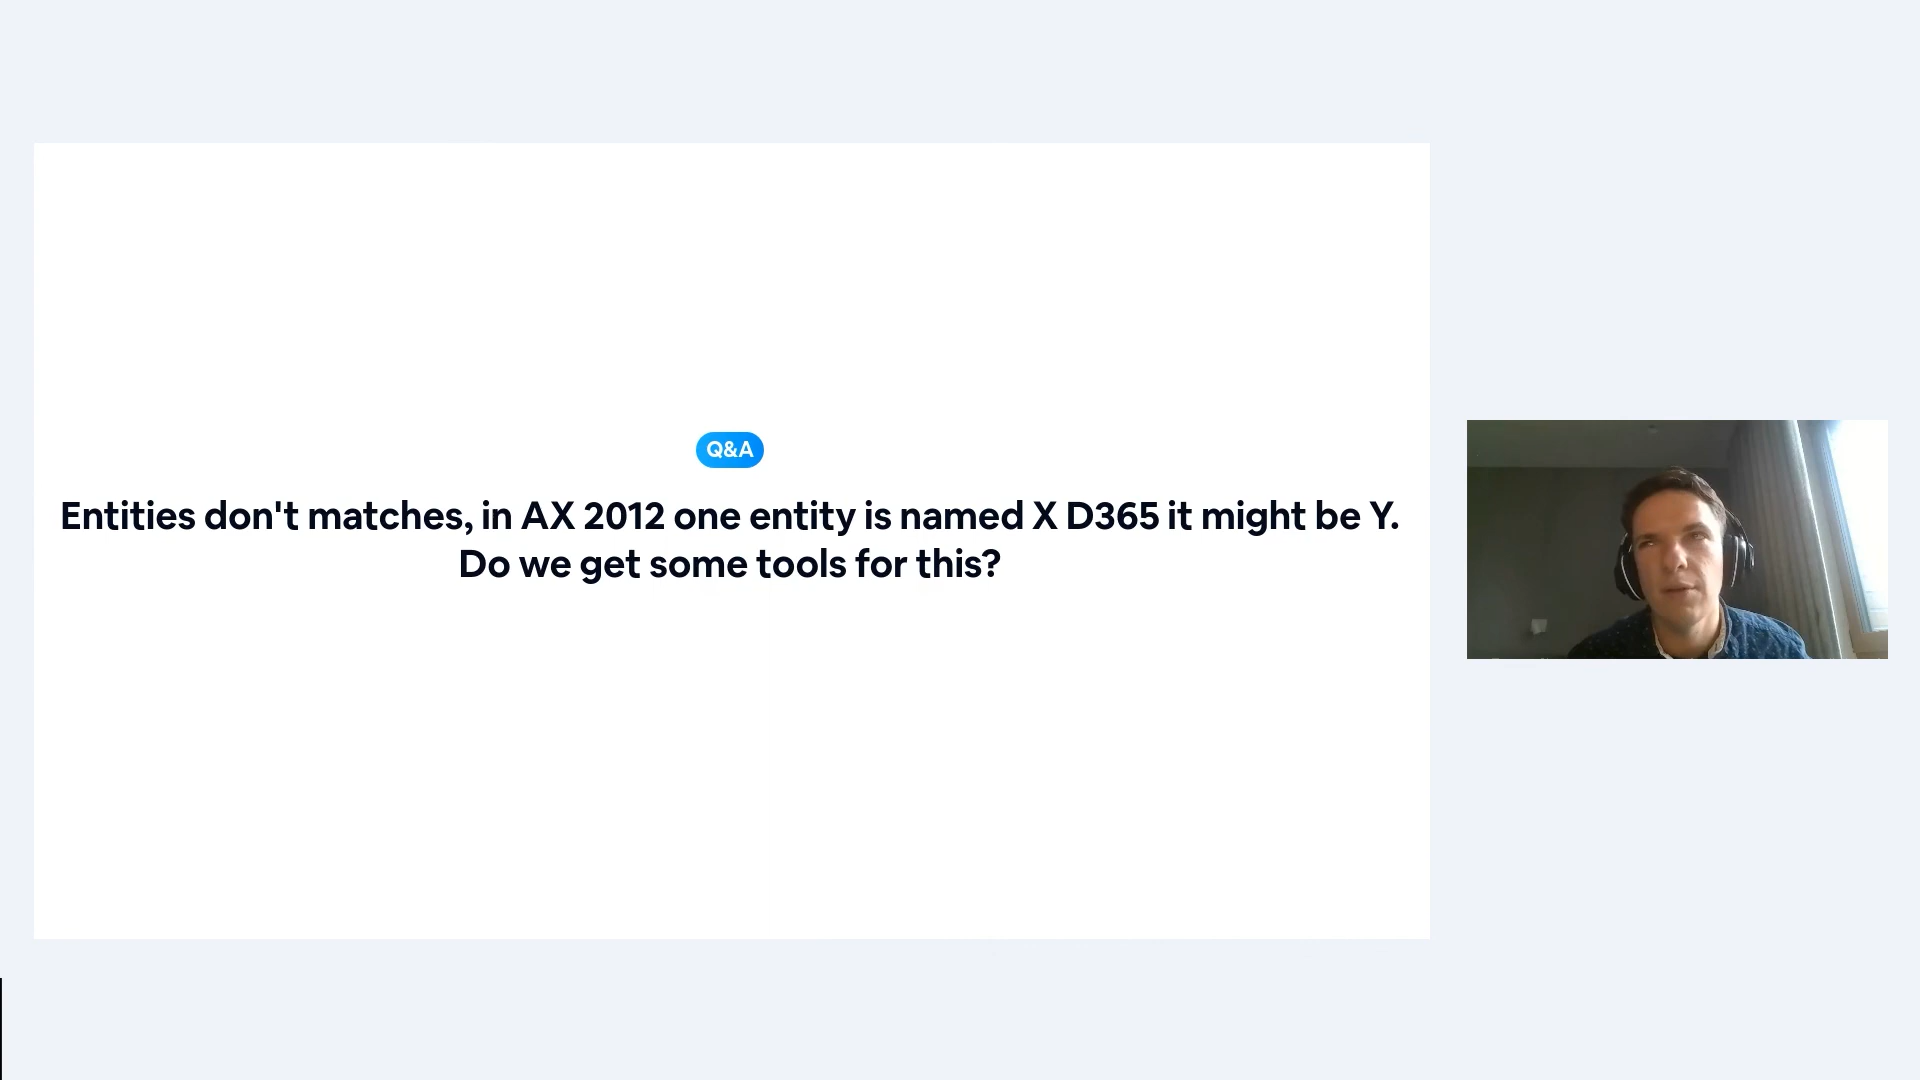 Q&A
Entities don't matches, in AX 2012 one entity is named X D365 it might be Y.
Do we get some tools for this?